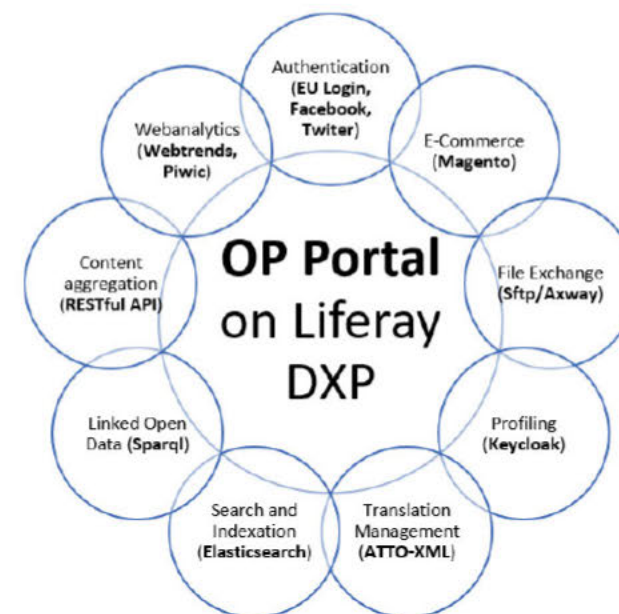 Authentication
(EU Login,
Facebook,
Twiter)
E-Commerce
(Magento)
File Exchange
(Sftp/Axway)
Profiling
(Keycloak)
Translation
Management
(ATTO-XML)
Search and
Indexation
(Elasticsearch)
Linked Open
Data (Sparql)
Content
aggregation
(RESTful API)
Webanalytics
(Webtrends,
Piwic)
OP Portal
on Liferay
DXP